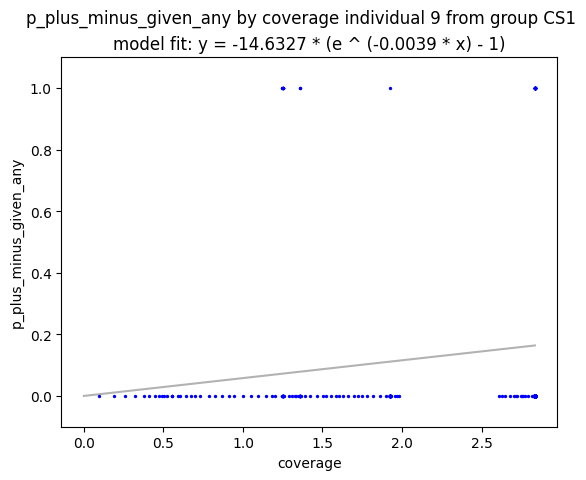 p_plus_minus_given_any by coverage individual 9 from group CS1
model fit: y = -14.6327 * (e ^ (-0.0039 * x) - 1)
p_plus_minus_given_any
1.0
0.8
0.6
0.4
0.2
0.0
0.0 0.5 1.0 1.5 2.0 2.5
coverage